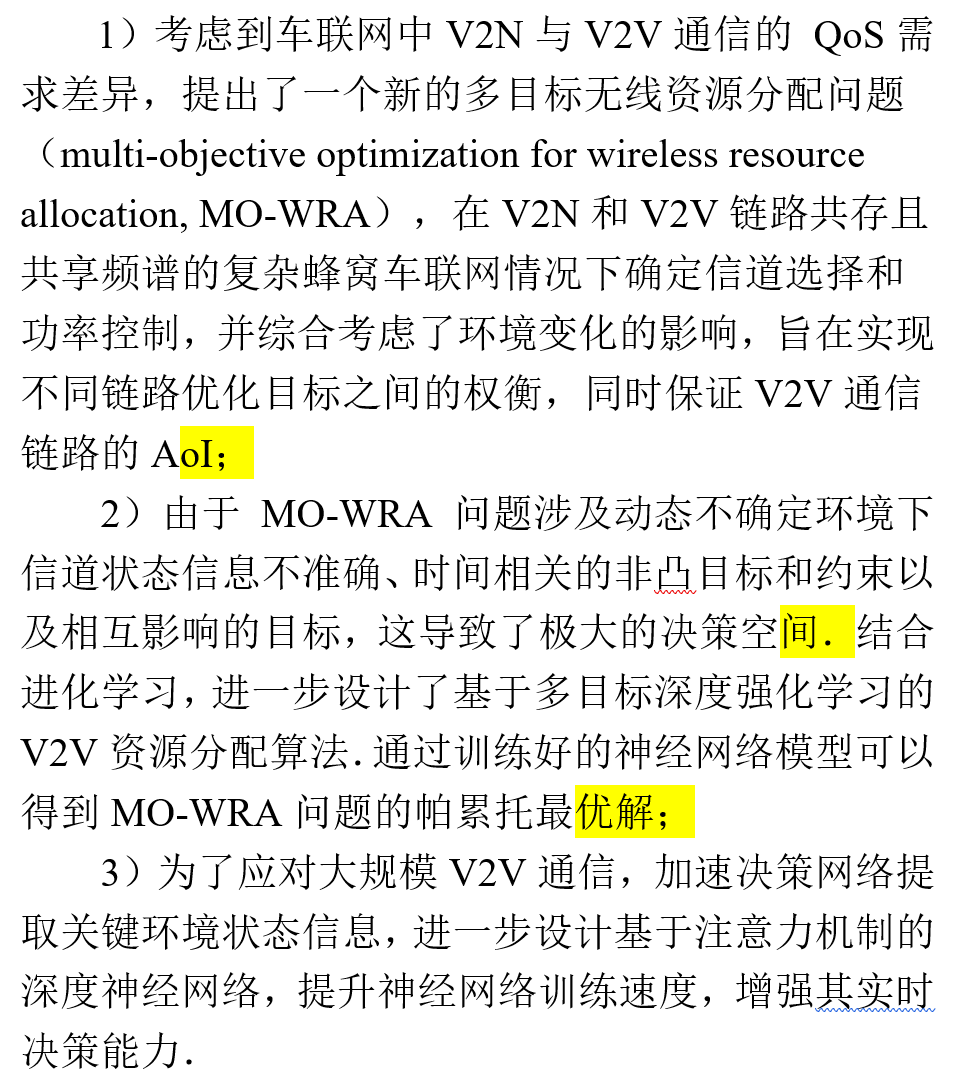 1）考虑到车联网中 V2N 与 V2V 通信的 QoS 需
求差异，提出了一个新的多目标无线资源分配问题
（multi-objective optimization for wireless resource
allocation, MO-WRA），在 V2N 和 V2V 链路共存且
共享频谱的复杂蜂窝车联网情况下确定信道选择和
功率控制，并综合考虑了环境变化的影响，旨在实现
不同链路优化目标之间的权衡，同时保证 V2V 通信
链路的 AoI；
2）由于 MO-WRA 问题涉及动态不确定环境下
信道状态信息不准确、时间相关的非凸目标和约束以
及相互影响的目标，这导致了极大的决策空间．结合
进化学习，进一步设计了基于多目标深度强化学习的
V2V 资源分配算法．通过训练好的神经网络模型可以
得到 MO-WRA 问题的帕累托最优解；
3）为了应对大规模 V2V 通信，加速决策网络提
取关键环境状态信息，进一步设计基于注意力机制的
深度神经网络，提升神经网络训练速度，增强其实时
决策能力．